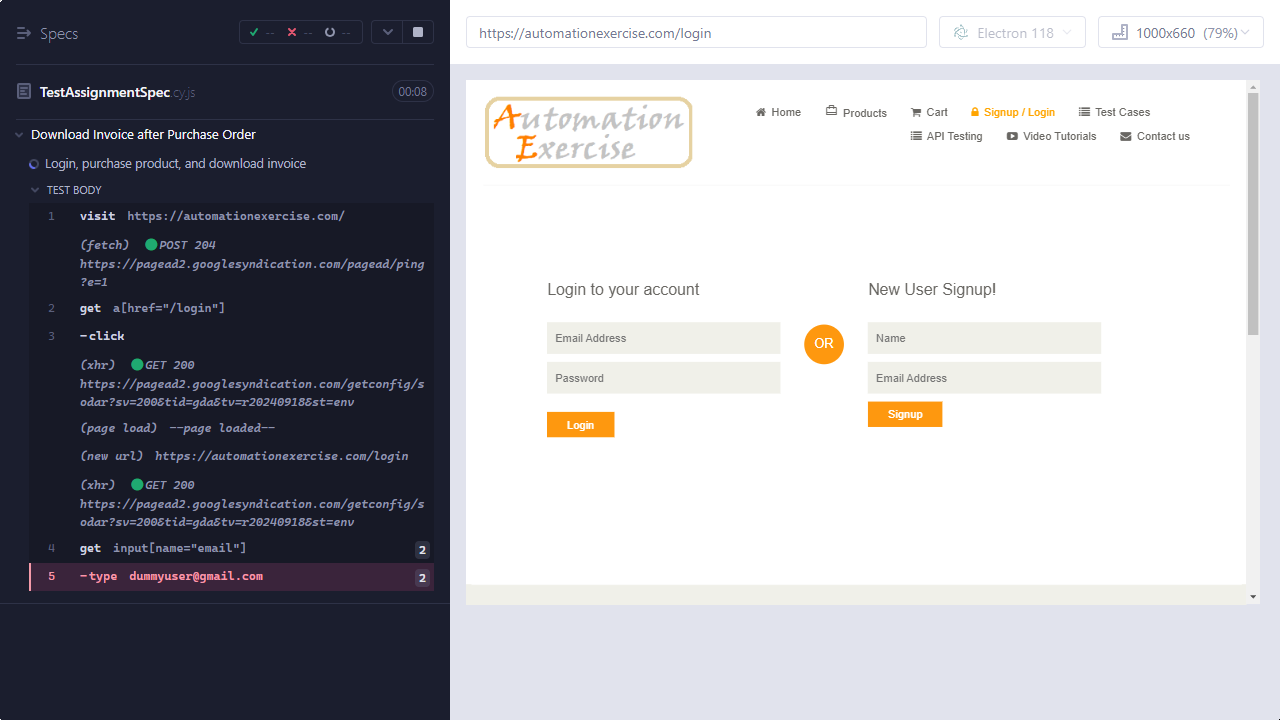 Specs
-- -- --
TestAssignmentSpec.cy.js
00:08
Download Invoice after Purchase Order
Login, purchase product, and download invoice
TEST BODY
1 visit https://automationexercise.com/
(fetch) POST 204
https://pagead2.googlesyndication.com/pagead/ping
?e=1
2 get a[href="/login"]
3 -click
(xhr) GET 200
https://pagead2.googlesyndication.com/getconfig/s
odar?sv=200&tid=gda&tv=r20240918&st=env
(page load) --page loaded--
(new url) https://automationexercise.com/login
(xhr) GET 200
https://pagead2.googlesyndication.com/getconfig/s
odar?sv=200&tid=gda&tv=r20240918&st=env
4 get input[name="email"] 2
5 -type dummyuser@gmail.com 2
https://automationexercise.com/login
Electron 118
1000x660 (79%)
Automation
Exercise
Home Products Cart Signup / Login Test Cases
API Testing Video Tutorials Contact us
Login to your account
Email Address
Password
Login
OR
New User Signup!
Name
Email Address
Signup